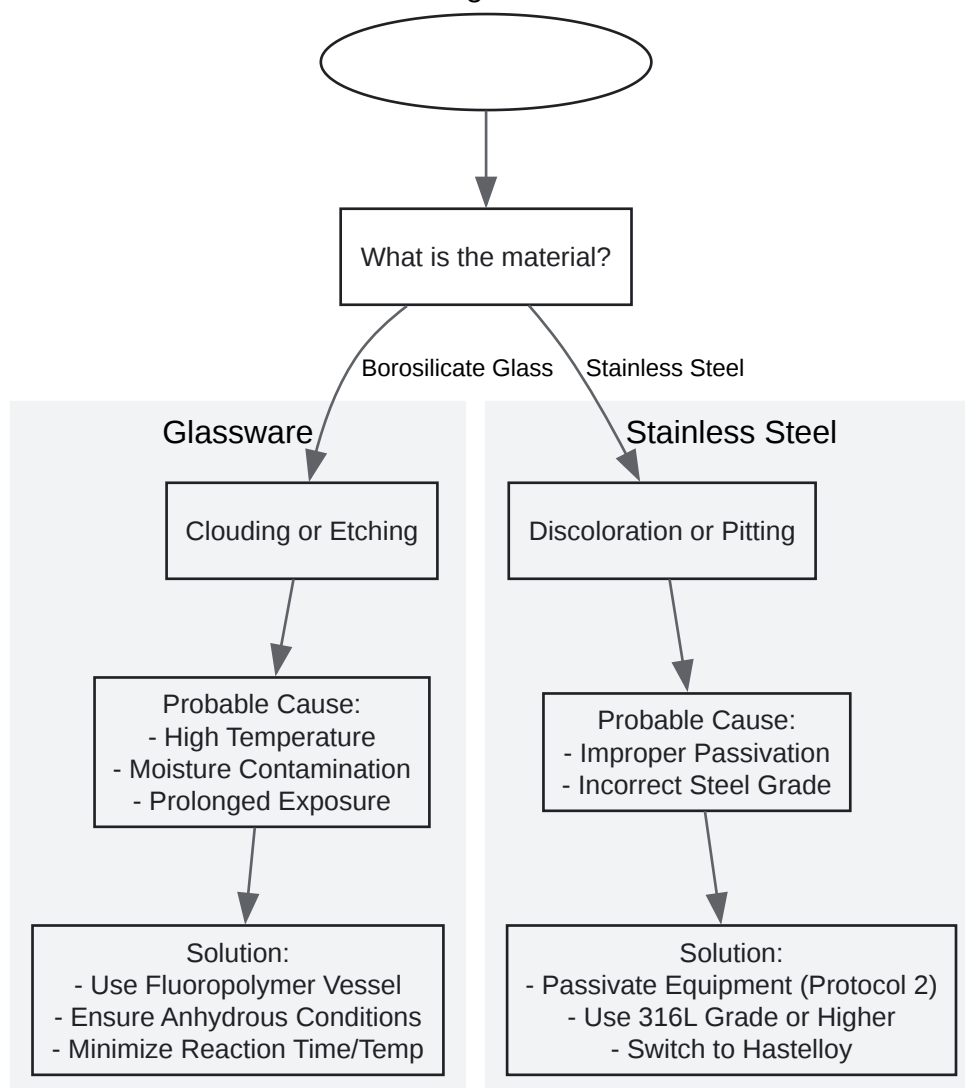 What is the material?
Borosilicate Glass
Stainless Steel
Glassware
Clouding or Etching
Probable Cause:
- High Temperature
- Moisture Contamination
- Prolonged Exposure
Solution:
- Use Fluoropolymer Vessel
- Ensure Anhydrous Conditions
- Minimize Reaction Time/Temp
Stainless Steel
Discoloration or Pitting
Probable Cause:
- Improper Passivation
- Incorrect Steel Grade
Solution:
- Passivate Equipment (Protocol 2)
- Use 316L Grade or Higher
- Switch to Hastelloy